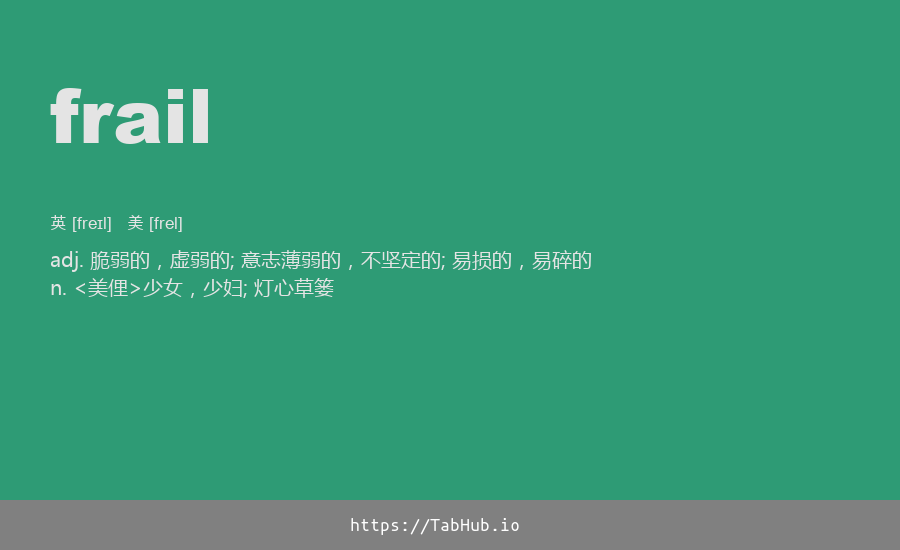 frail
英 [freɪl] 美 [frel]
adj. 脆弱的，虚弱的; 意志薄弱的，不坚定的; 易损的，易碎的
n. <美俚>少女，少妇; 灯心草篓
https://TabHub.io